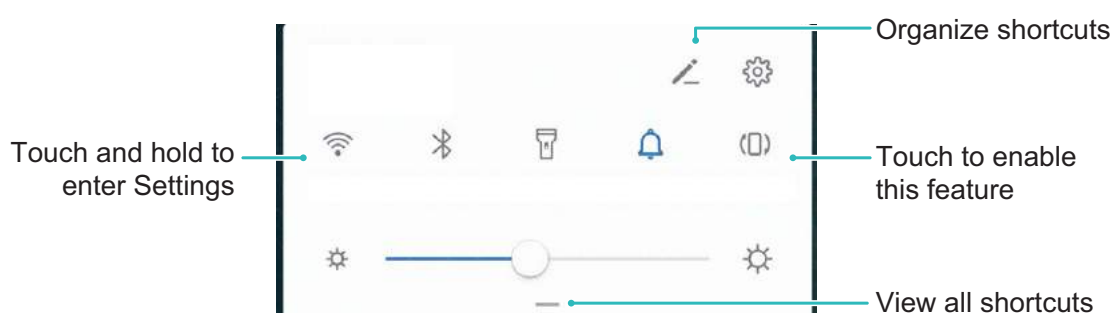 Organize shortcuts
Touch and hold to
enter Settings
Touch to enable
this feature
View all shortcuts